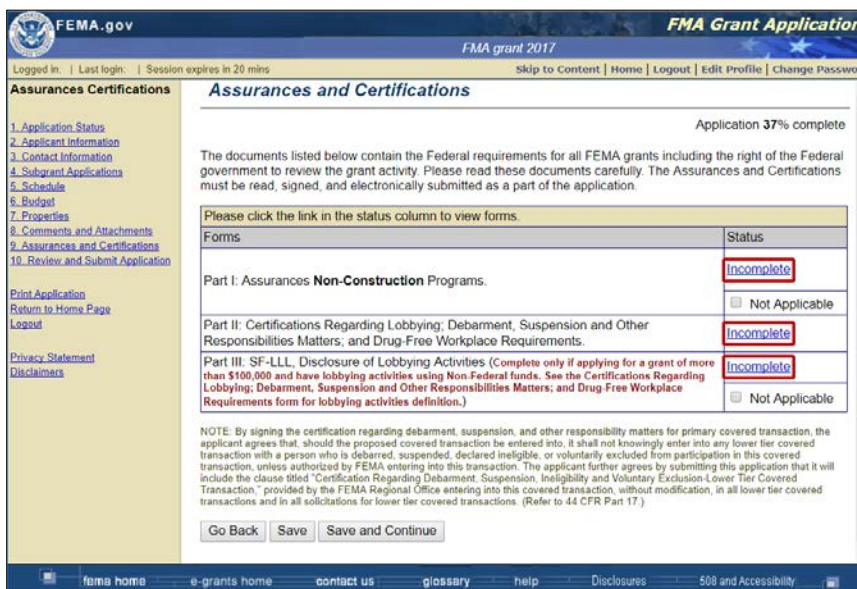 FEMA.gov
FMA Grant Application
FMA grant 2017
Logged in: | Last login: | Session expires in 20 mins
Skip to Content | Home | Logout | Edit Profile | Change Passwo
Assurances Certifications
1. Application Status
2. Applicant Information
3. Contact Information
4. Subgrant Applications
5. Schedule
6. Budget
7. Properties
8. Comments and Attachments
9. Assurances and Certifications
10. Review and Submit Application
Print Application
Return to Home Page
Logout
Privacy Statement
Disclaimers
Assurances and Certifications
Application 37% complete
The documents listed below contain the Federal requirements for all FEMA grants including the right of the Federal
government to review the grant activity. Please read these documents carefully. The Assurances and Certifications
must be read, signed, and electronically submitted as a part of the application.
Please click the link in the status column to view forms.
Forms
Status
Part I: Assurances Non-Construction Programs.
Incomplete
Not Applicable
Part II: Certifications Regarding Lobbying; Debarment, Suspension and Other
Responsibilities Matters; and Drug-Free Workplace Requirements.
Incomplete
Part III: SF-LLL, Disclosure of Lobbying Activities (Complete only if applying for a grant of more
than $100,000 and have lobbying activities using Non-Federal funds. See the Certifications Regarding
Lobbying; Debarment, Suspension and Other Responsibilities Matters; and Drug-Free Workplace
Requirements form for lobbying activities definition.)
Incomplete
Not Applicable
NOTE: By signing the certification regarding debarment, suspension, and other responsibility matters for primary covered transaction, the
applicant agrees that, should the proposed covered transaction be entered into, it shall not knowingly enter into any lower tier covered
transaction with a person who is debarred, suspended, declared ineligible, or voluntarily excluded from participation in this covered
transaction, unless authorized by FEMA entering into this transaction. The applicant further agrees by submitting this application that it will
include the clause titled "Certification Regarding Debarment, Suspension, Ineligibility and Voluntary Exclusion-Lower Tier Covered
Transaction," provided by the FEMA Regional Office entering into this covered transaction, without modification, in all lower tier covered
transactions and in all solicitations for lower tier covered transactions. (Refer to 44 CFR Part 17.)
Go Back
Save
Save and Continue
fema home
e-grants home
contact us
glossary
help
Disclosures
508 and Accessibility